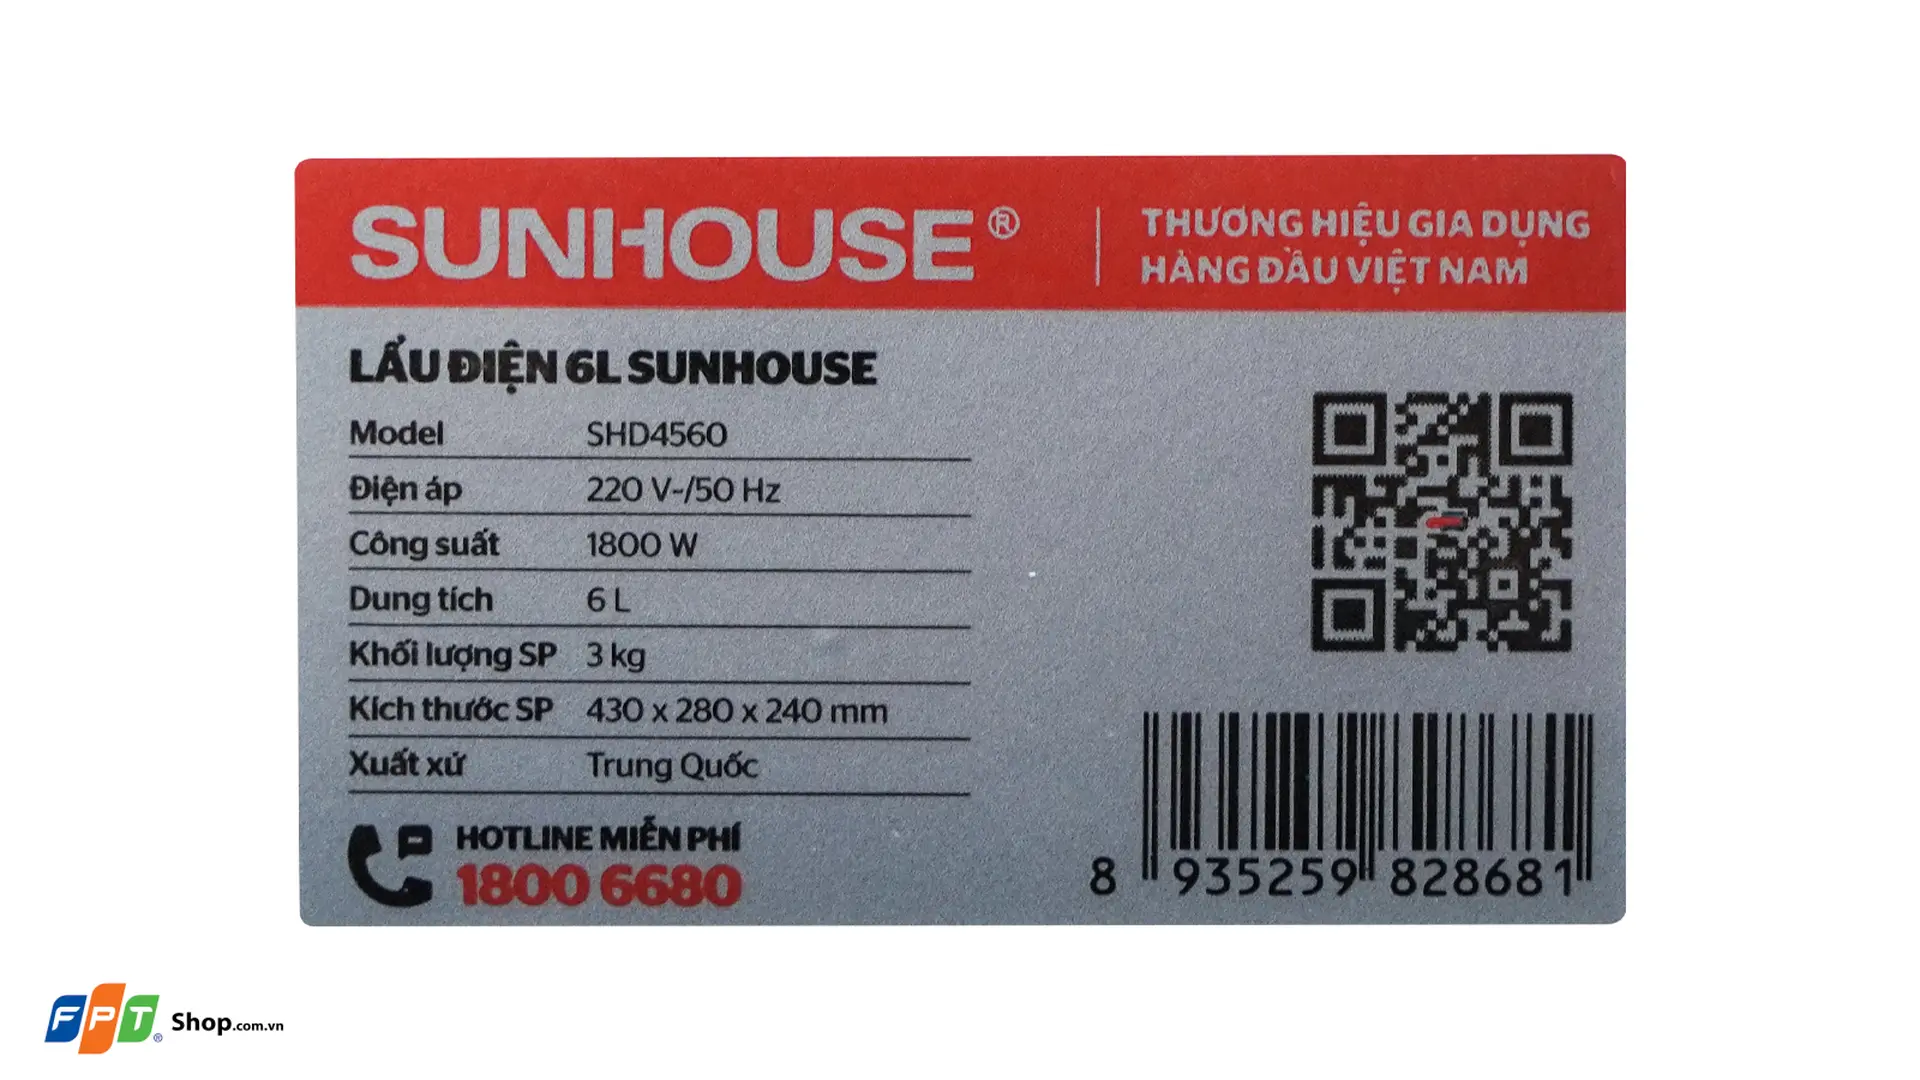 SUNHOUSE®
THƯƠNG HIỆU GIA DỤNG
HÀNG ĐẦU VIỆT NAM
LẨU ĐIỆN 6L SUNHOUSE
Model SHD4560
Điện áp 220 V~/50 Hz
Công suất 1800 W
Dung tích 6 L
Khối lượng SP 3 kg
Kích thước SP 430 x 280 x 240 mm
Xuất xứ Trung Quốc
HOTLINE MIỄN PHÍ
1800 6680
8 935259 828681
FPT® Shop.com.vn